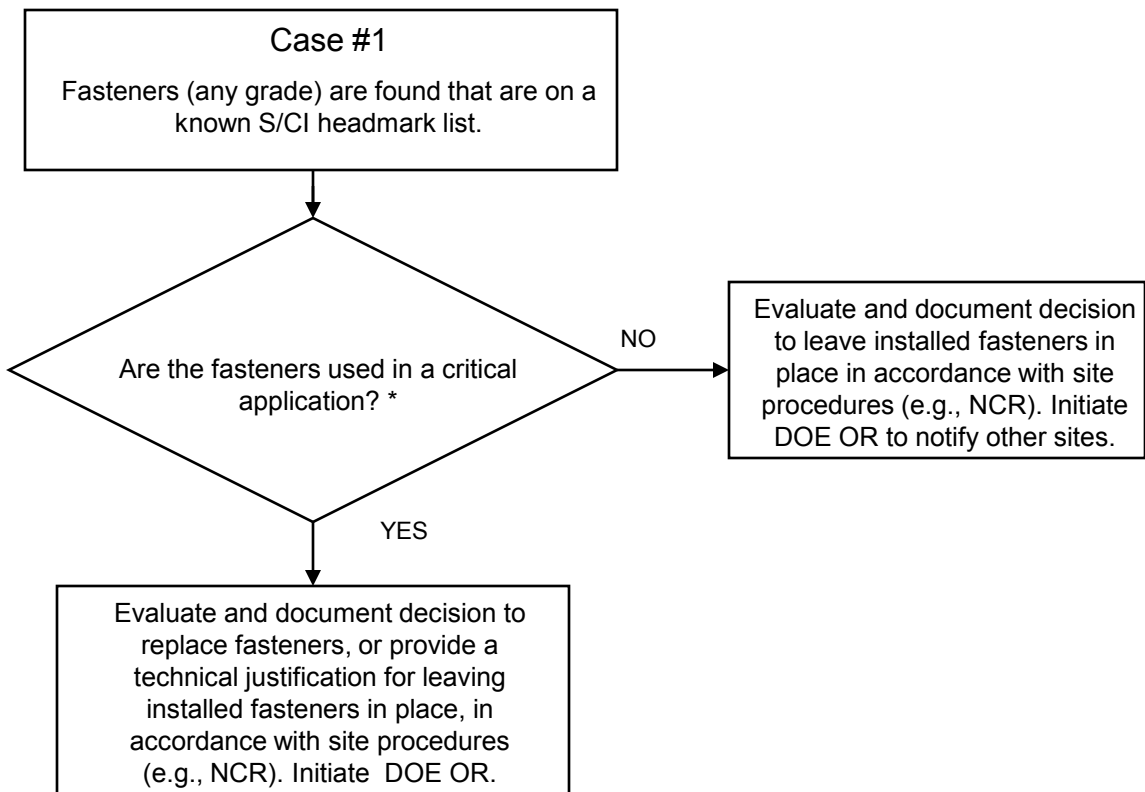 Case #1
Fasteners (any grade) are found that are on a
known S/CI headmark list.
Are the fasteners used in a critical
application? *
NO
Evaluate and document decision
to leave installed fasteners in
place in accordance with site
procedures (e.g., NCR). Initiate
DOE OR to notify other sites.
YES
Evaluate and document decision to
replace fasteners, or provide a
technical justification for leaving
installed fasteners in place, in
accordance with site procedures
(e.g., NCR). Initiate  DOE OR.